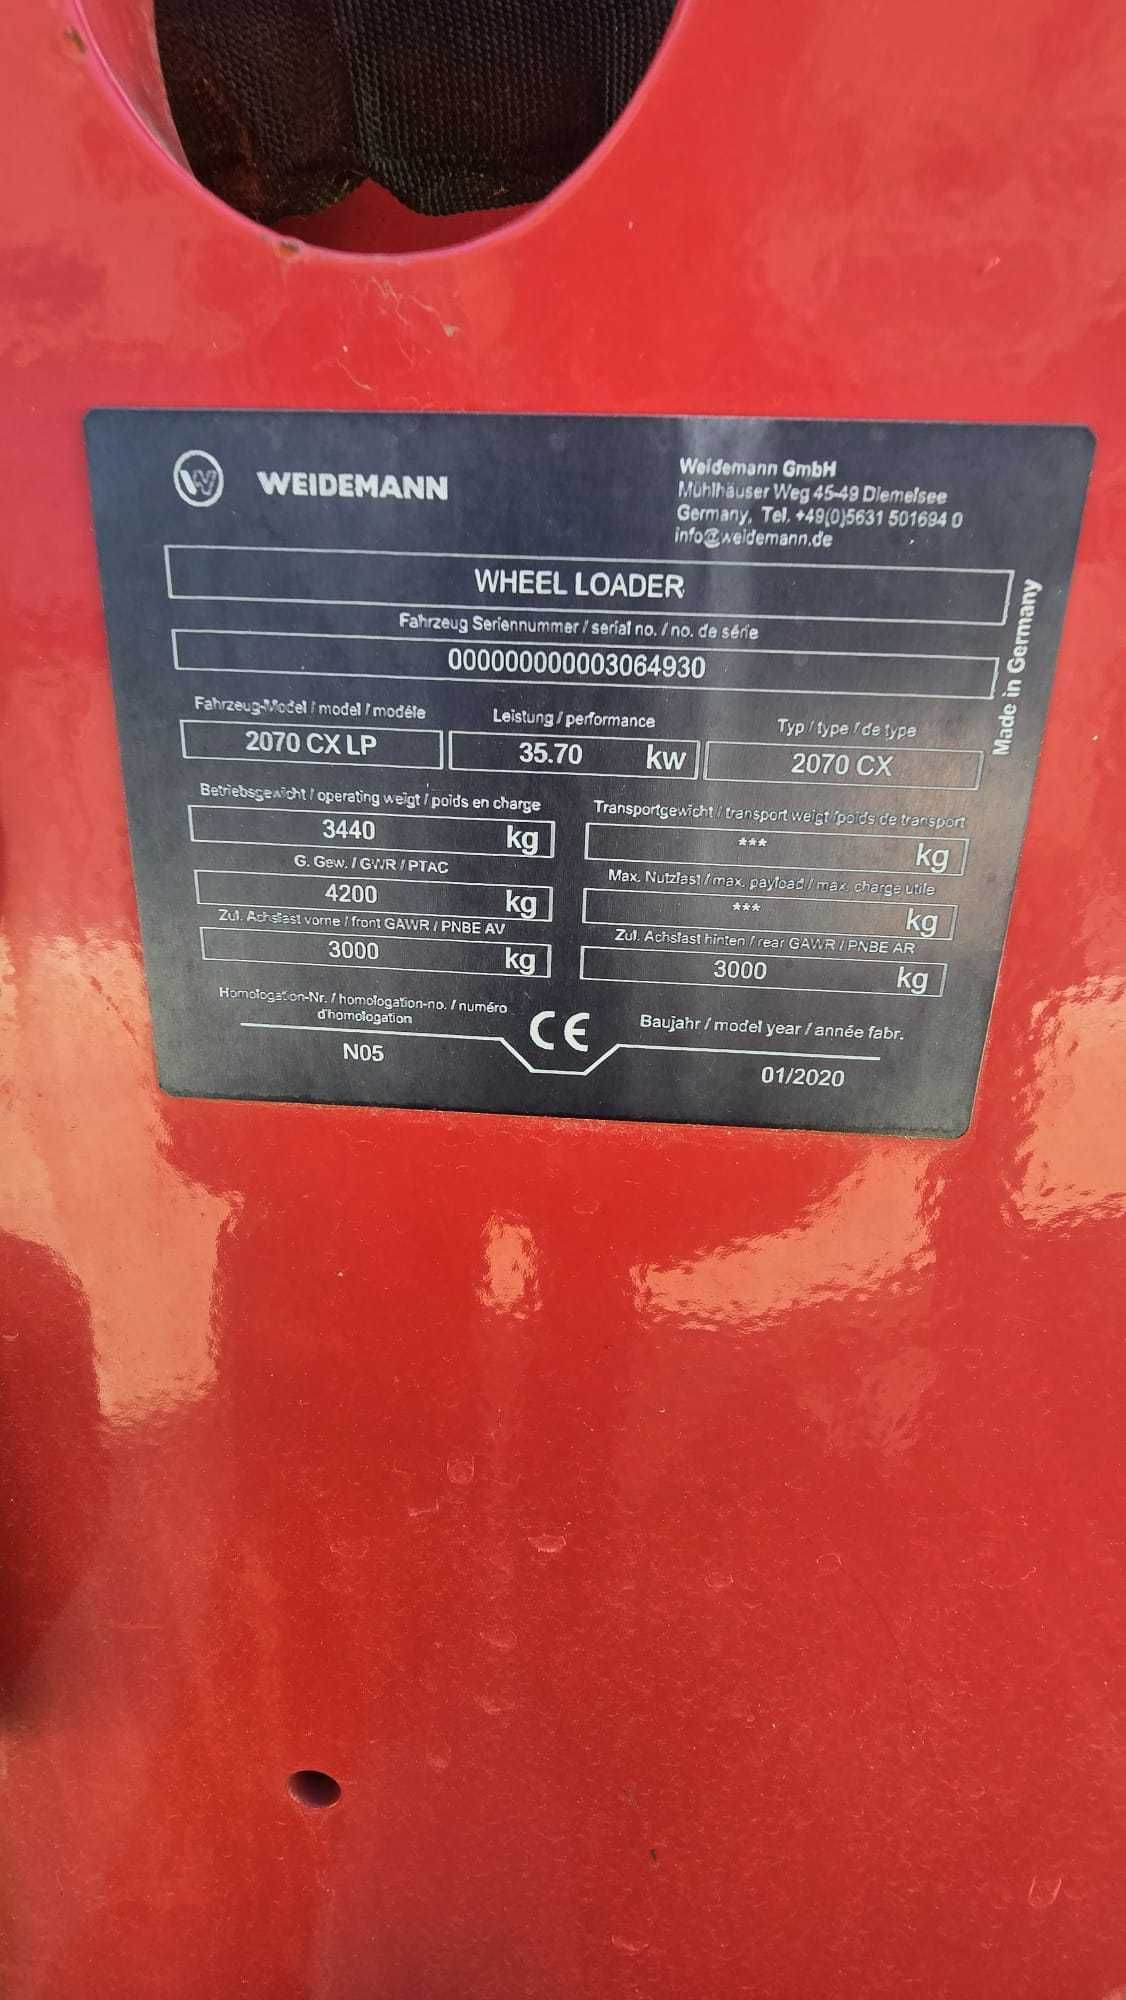 W WEIDEMANN
Weidemann GmbH
Mühlhäuser Weg 45-49 Diemelsee
Germany, Tel. +49(0)5631 501694 0
info@weidemann.de
WHEEL LOADER
Fahrzeug Seriennummer / serial no. / no. de série
000000000003064930
Made in Germany
Fahrzeug-Model / model / modéle
2070 CX LP
Leistung / performance
35.70 kw
Typ / type / de type
2070 CX
Betriebsgewicht / operating weigt / poids en charge
3440 kg
Transportgewicht / transport weigt / poids de transport
*** kg
G. Gew. / GWR / PTAC
4200 kg
Max. Nutzlast / max. payload / max. charge utile
*** kg
Zul. Achslast vorne / front GAWR / PNBE AV
3000 kg
Zul. Achslast hinten / rear GAWR / PNBE AR
3000 kg
Homologation-Nr. / homologation-no. / numéro
d'homologation
N05
CE
Baujahr / model year / année fabr.
01/2020